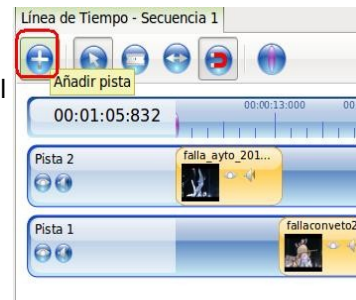 Línea de Tiempo - Secuencia 1
Añadir pista
l
00:01:05:832
00:00:13:000
00
Pista 2
falla_ayto_201...
Pista 1
fallaconveto2